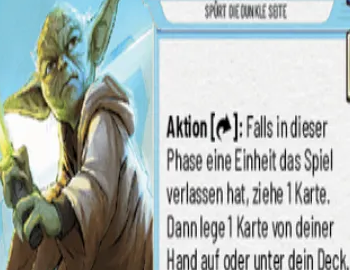 SPÜRT DIE DUNKLE SEITE
Aktion [↷]: Falls in dieser
Phase eine Einheit das Spiel
verlassen hat, ziehe 1 Karte.
Dann lege 1 Karte von deiner
Hand auf oder unter dein Deck.